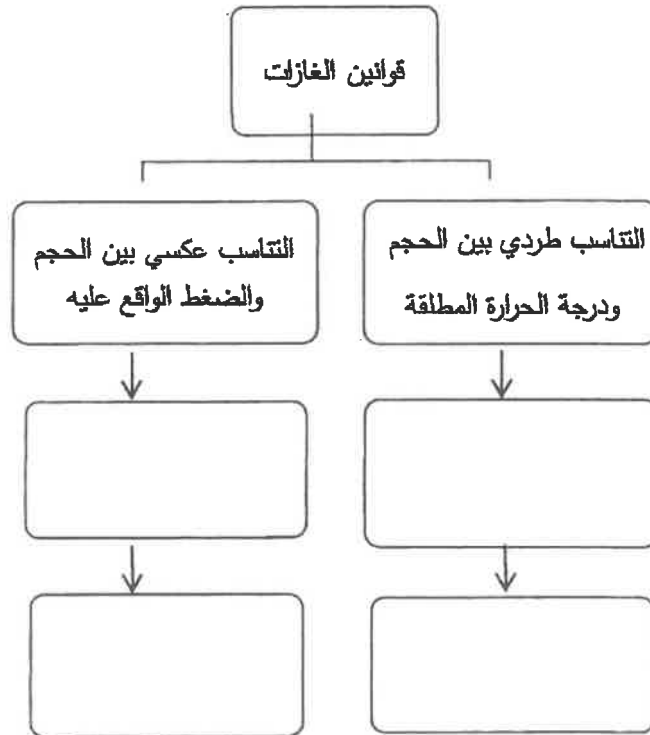 قوانين الغازات
التناسب طردي بين الحجم
ودرجة الحرارة المطلقة
التناسب عكسي بين الحجم
والضغط الواقع عليه